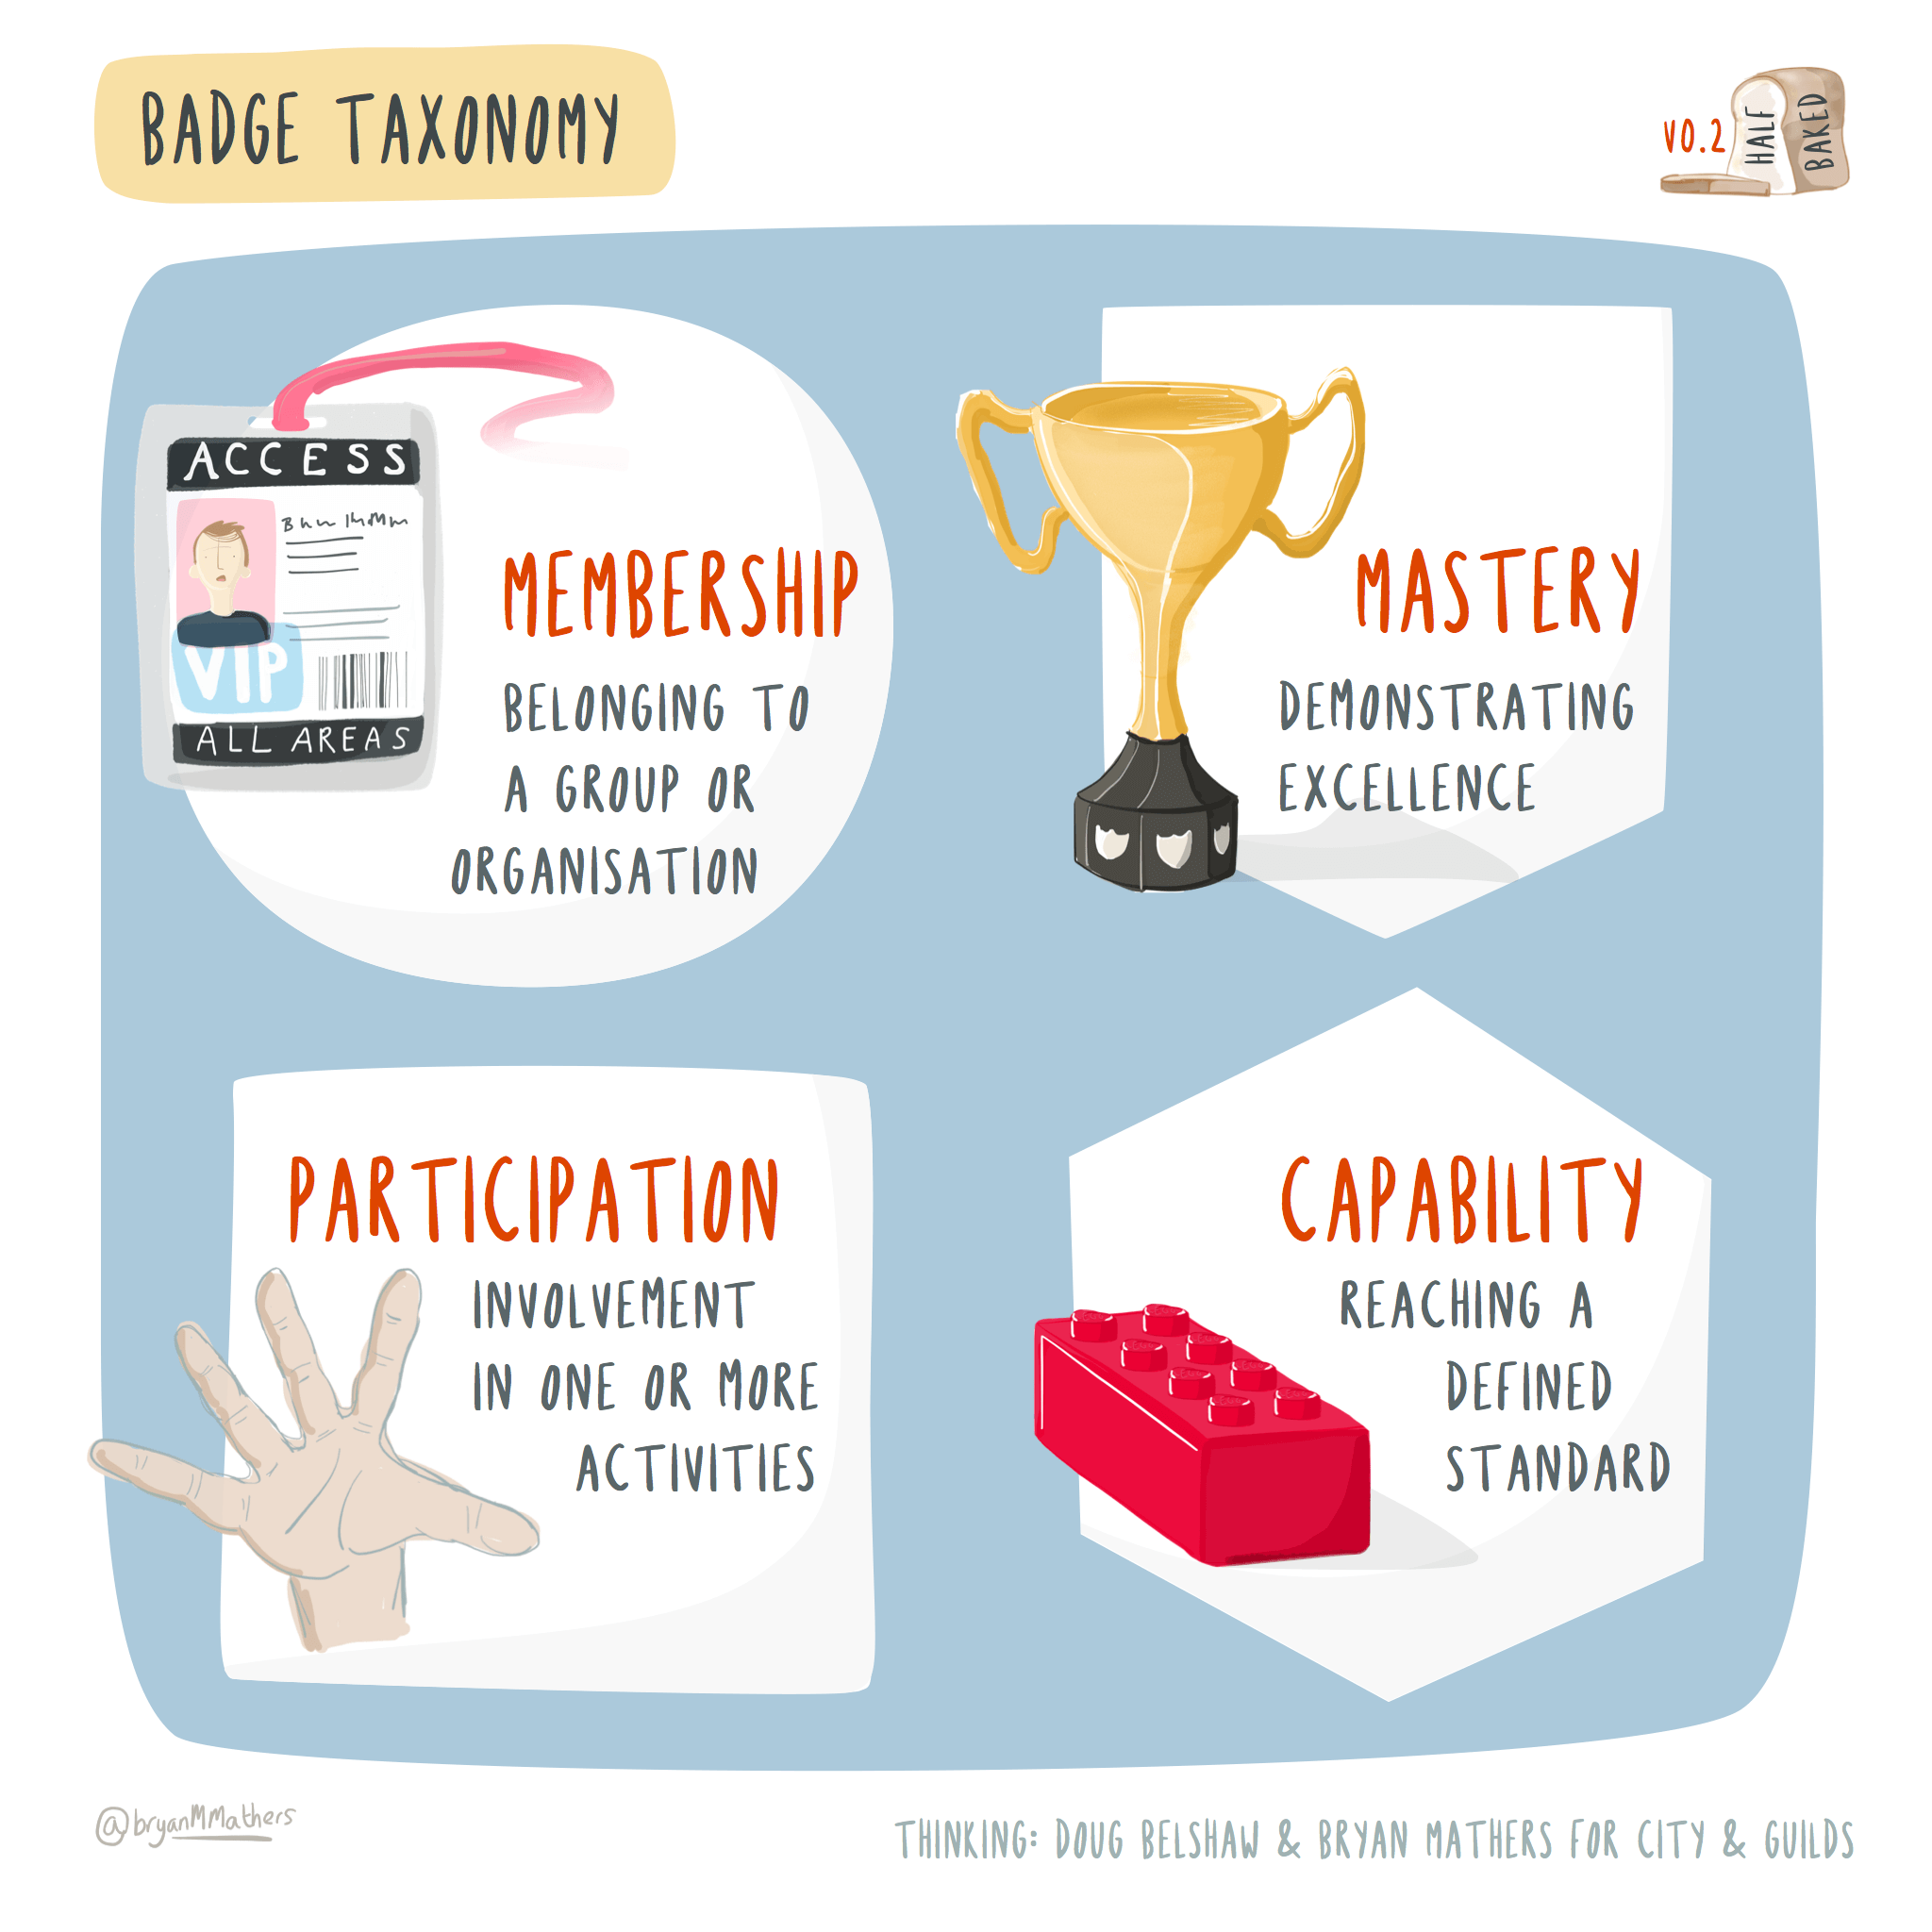 BADGE TAXONOMY
V0.2
HALF
BAKED
ACCESS
VIP
ALL AREAS
MEMBERSHIP
BELONGING TO
A GROUP OR
ORGANISATION
MASTERY
DEMONSTRATING
EXCELLENCE
PARTICIPATION
INVOLVEMENT
IN ONE OR MORE
ACTIVITIES
CAPABILITY
REACHING A
DEFINED
STANDARD
@bryanMMathers
THINKING: DOUG BELSHAW & BRYAN MATHERS FOR CITY & GUILDS